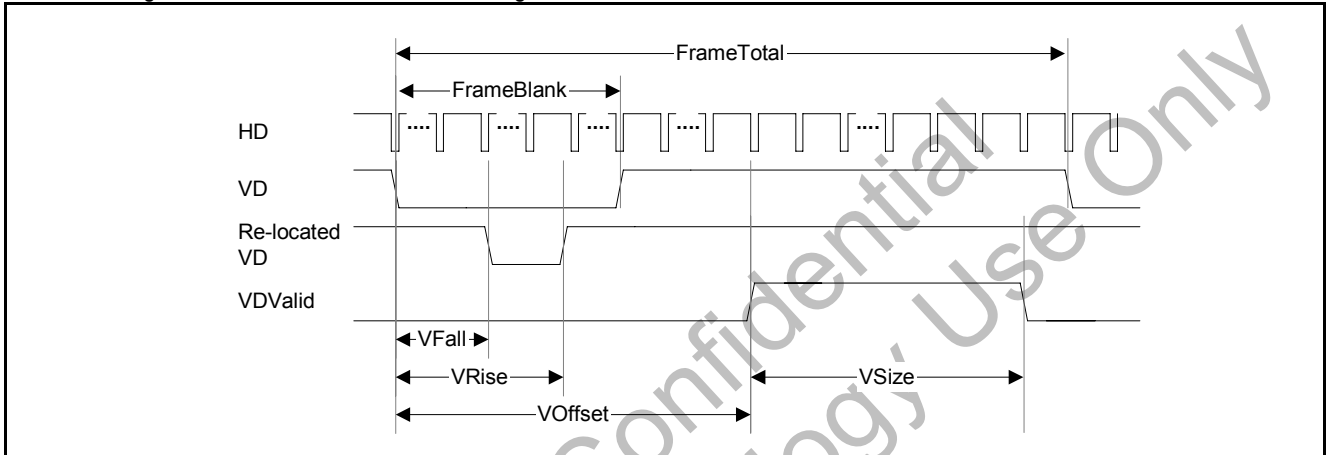 FrameTotal
FrameBlank
HD
VD
Re-located
VD
VDValid
VFall
VRise
VSize
VOffset
Confidential
Use Only